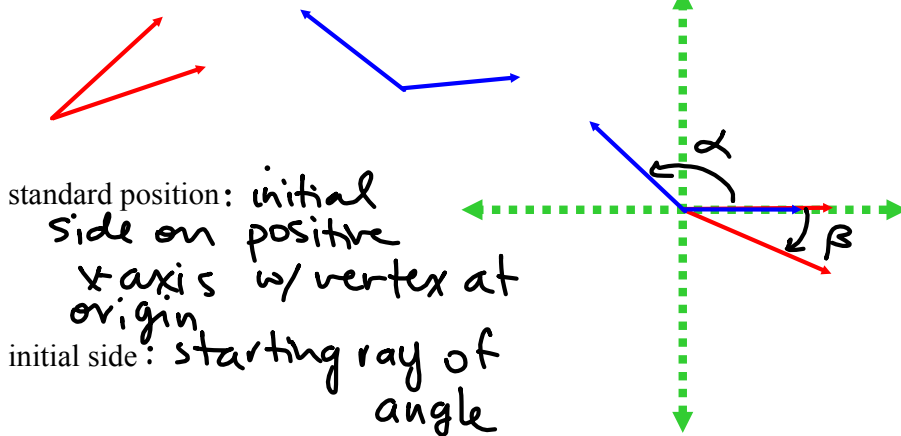 α
standard position: initial
side on positive
x-axis w/ vertex at
origin
β
initial side: starting ray of
angle